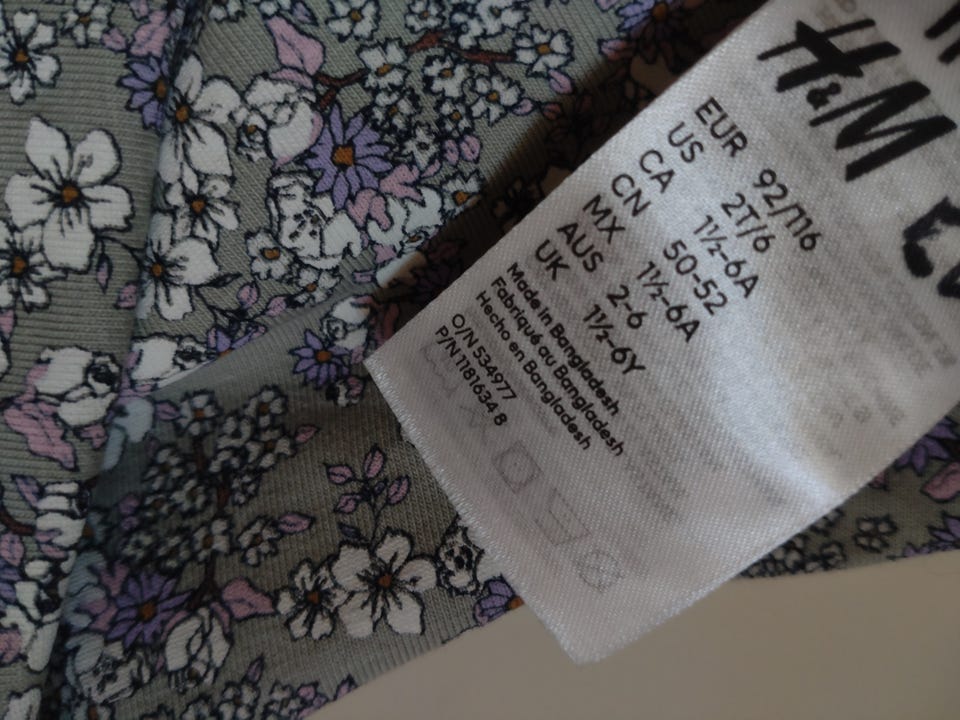 H&M
EUR 92/116
US 2T/6
CA 1½-6A
CN 50-52
MX 1½-6A
AUS 2-6
UK 1½-6Y
Made in Bangladesh
Fabriqué au Bangladesh
Hecho en Bangladesh
O/N 534977
P/N 1181634 8